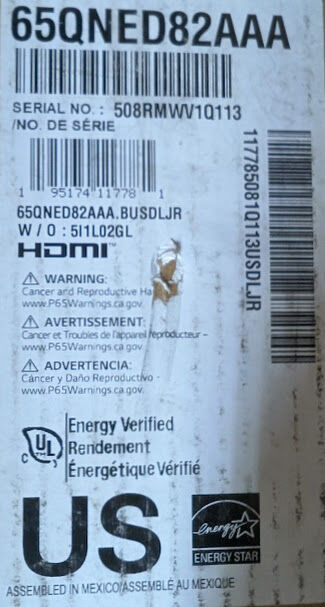 65QNED82AAA
SERIAL NO. : 508RMWV1Q113
/NO. DE SÉRIE
1 95174 11778 1
65QNED82AAA.BUSDLJR
W / O : 5I1L02GL
HDMI™
117785081Q113USDLJR
WARNING:
Cancer and Reproductive Ha
www.P65Warnings.ca.gov.
AVERTISSEMENT:
Cancer et Troubles de l'appareil reproducteur -
www.P65Warnings.ca.gov.
ADVERTENCIA:
Cáncer y Daño Reproductivo -
www.P65Warnings.ca.gov.
C UL
Energy Verified
Rendement
Énergétique Vérifié
US
energy
ENERGY STAR
ASSEMBLED IN MEXICO/ASSEMBLÉ AU MEXIQUE